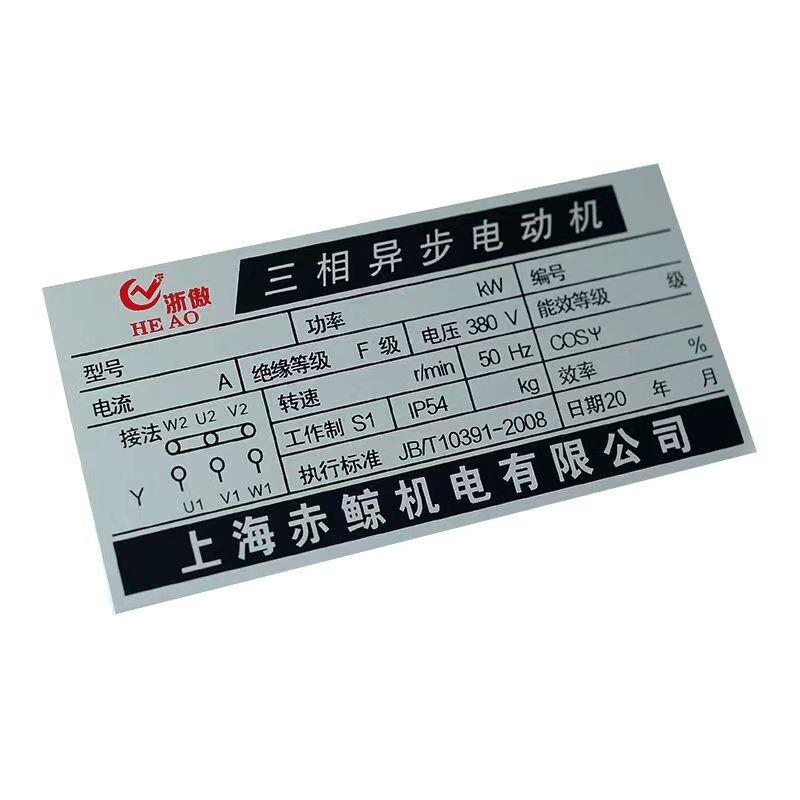 浙傲
HE AO
三相异步电动机
型号 功率 kW 编号
电流 A 绝缘等级 F 级 电压 380 V 能效等级 级
接法 转速 r/min 50 Hz COSΨ
W2 U2 V2
工作制 S1 IP54 kg 效率 %
Y
U1 V1 W1
执行标准 JB/T10391-2008 日期20 年 月
上海赤鲸机电有限公司